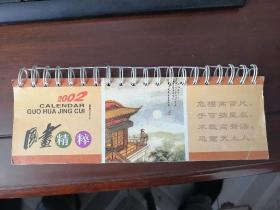 2002
CALENDAR
GUO HUA JING CUI
国画
精粹
危楼高百尺，
手可摘星辰。
不敢高声语，
恐惊天上人。